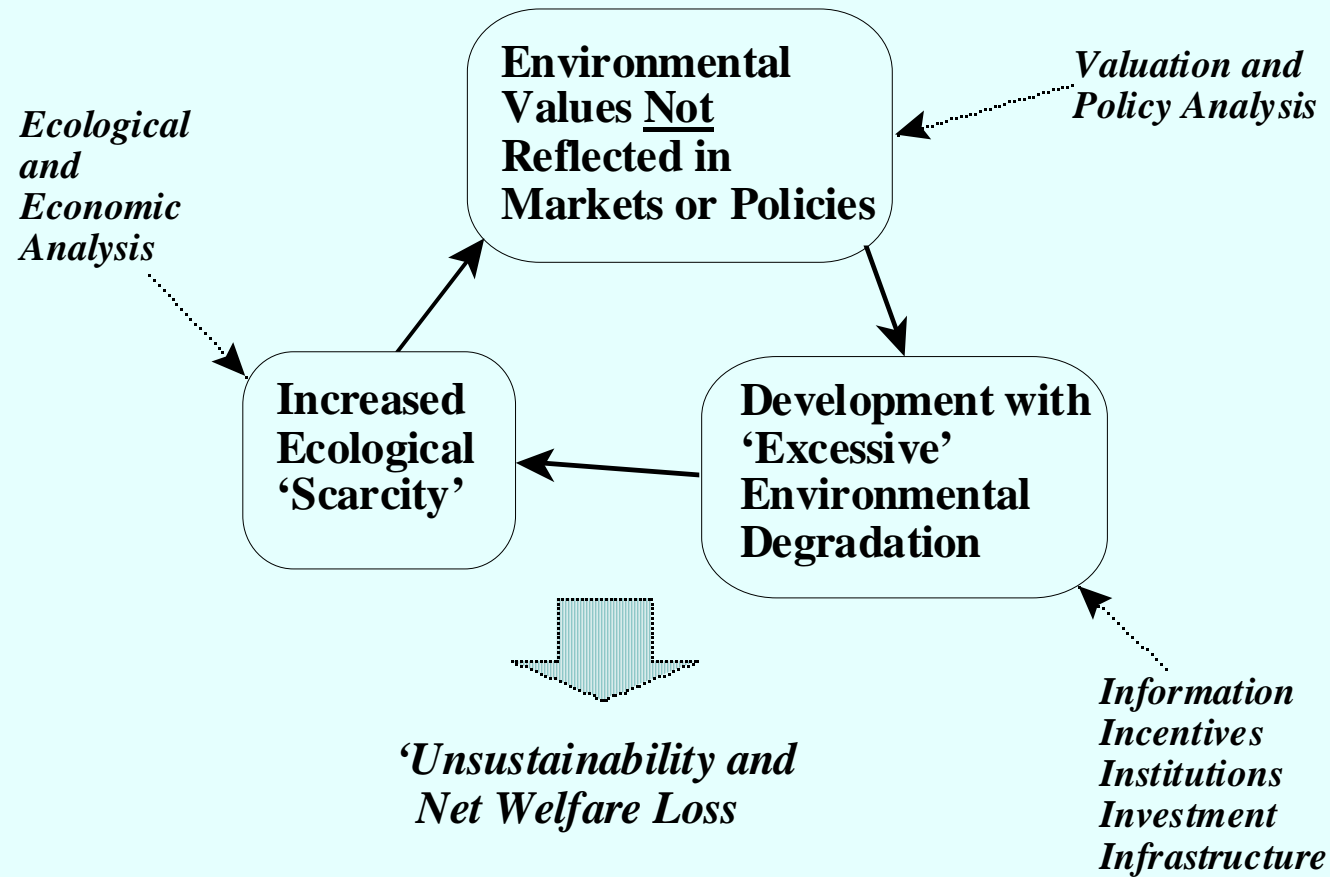 Environmental
Values Not
Reflected in
Markets or Policies
Valuation and
Policy Analysis
Ecological
and
Economic
Analysis
Increased
Ecological
‘Scarcity’
Development with
‘Excessive’
Environmental
Degradation
‘Unsustainability and
Net Welfare Loss
Information
Incentives
Institutions
Investment
Infrastructure